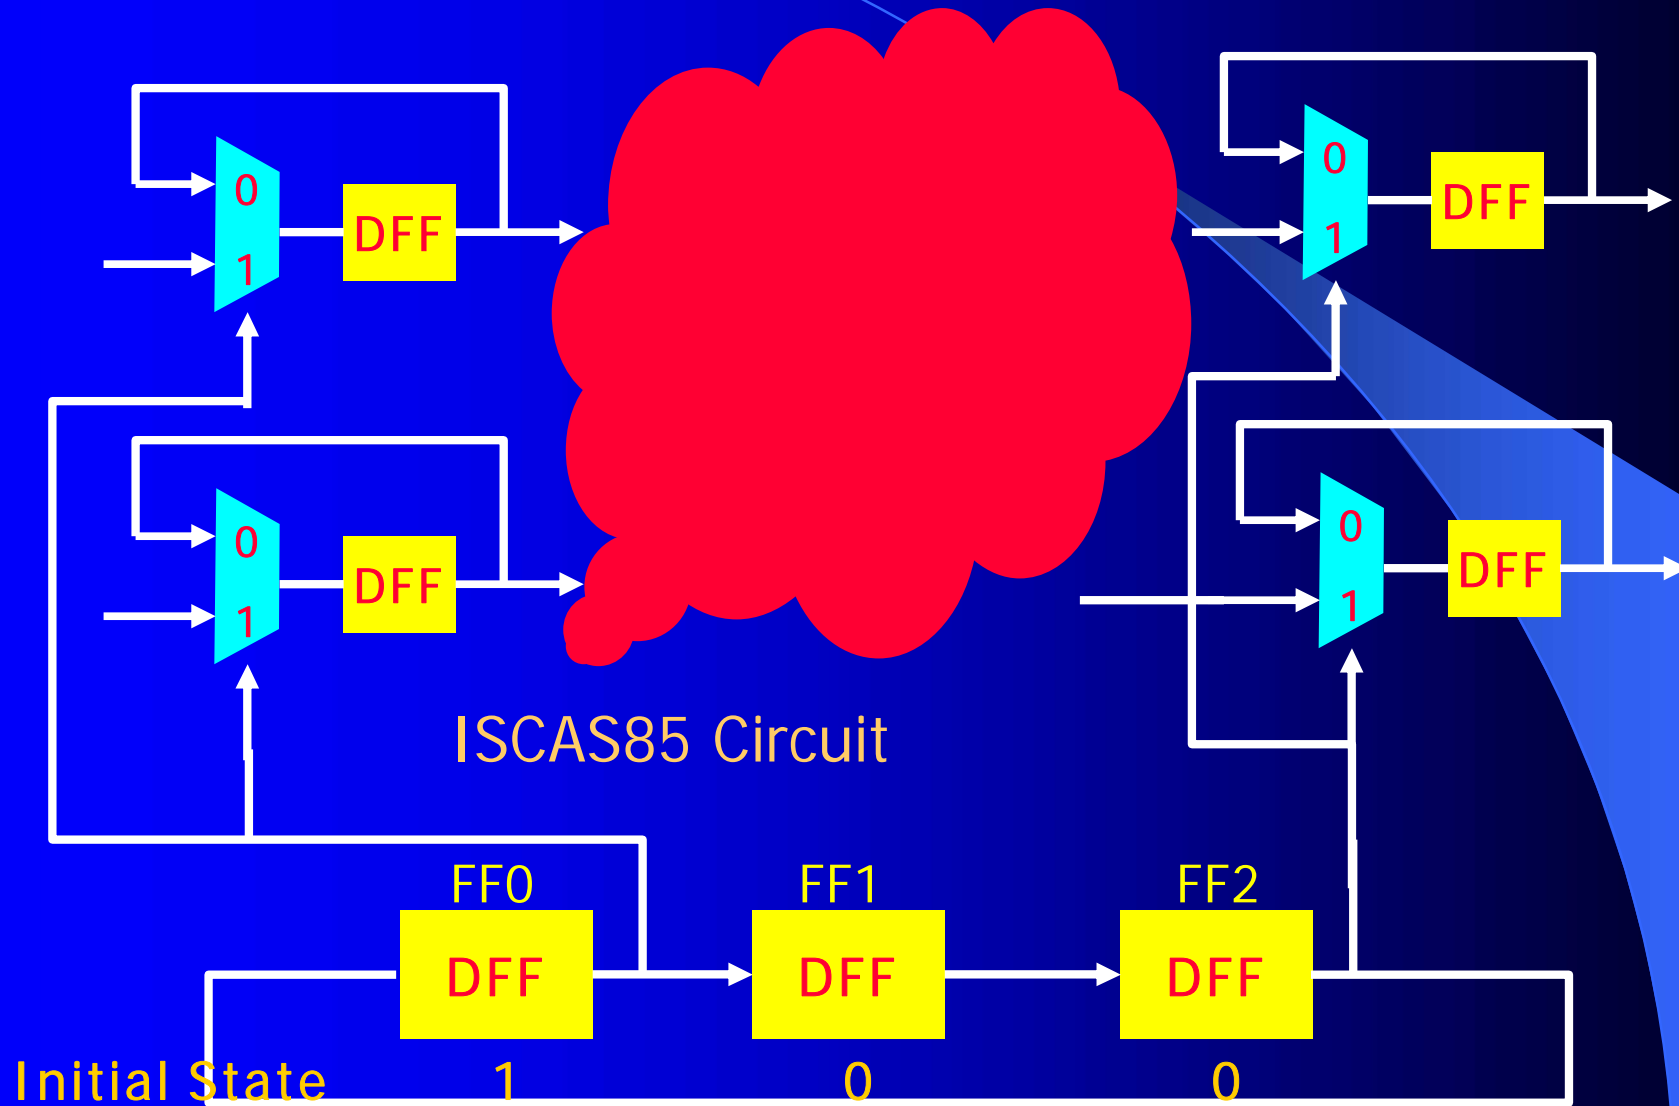 0
1
DFF
0
1
DFF
0
1
DFF
0
1
DFF
ISCAS85 Circuit
FF0 FF1 FF2
DFF DFF DFF
Initial State 1 0 0